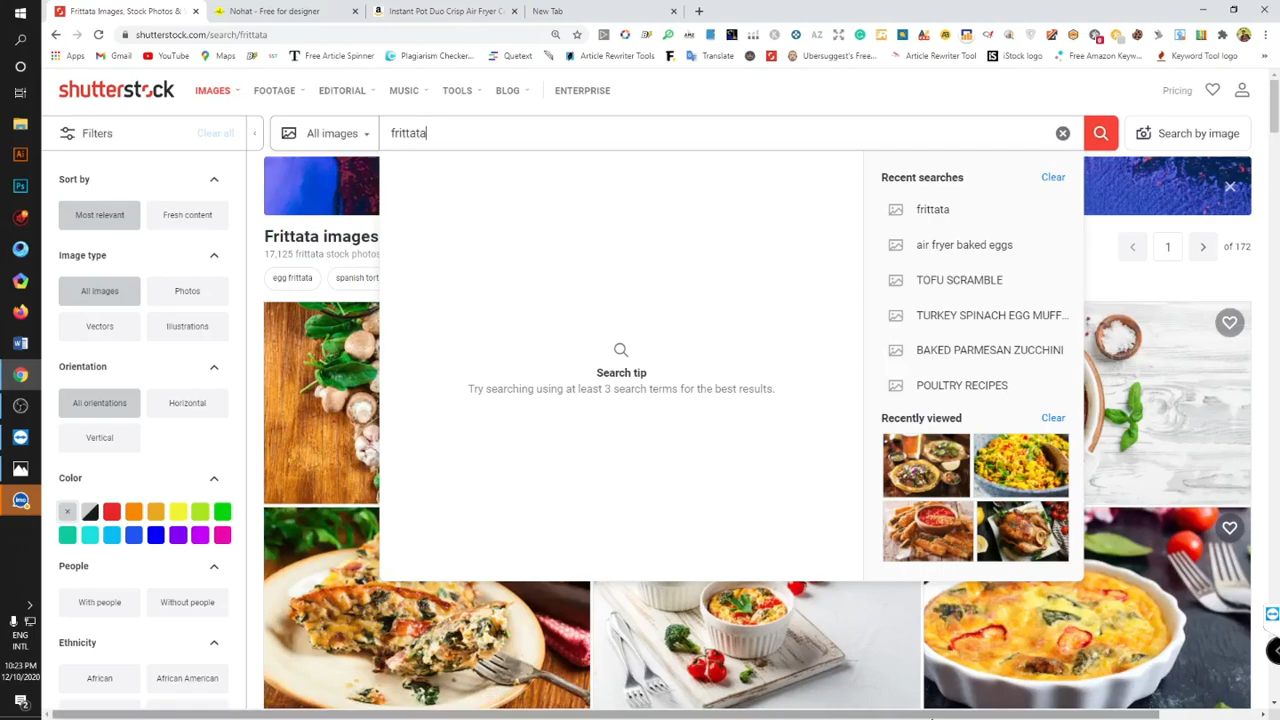 Frittata Images, Stock Photos &
Nohat - Free for designer
Instant Pot Duo Crisp Air Fryer C
New Tab
shutterstock.com/search/frittata
Apps
Gmail
YouTube
Maps
Free Article Spinner
Plagiarism Checker...
Quetext
Article Rewriter Tools
Translate
Ubersuggest's Free...
Article Rewriter Tool
iStock logo
Free Amazon Keyw...
Keyword Tool logo
shutterstock
IMAGES
FOOTAGE
EDITORIAL
MUSIC
TOOLS
BLOG
ENTERPRISE
Pricing
Filters
Clear all
All images
frittata
Search by image
Sort by
Most relevant
Fresh content
Image type
All images
Photos
Vectors
Illustrations
Orientation
All orientations
Horizontal
Vertical
Color
People
With people
Without people
Ethnicity
African
African American
Frittata images
17,125 frittata stock photos
egg frittata
spanish tort
Search tip
Try searching using at least 3 search terms for the best results.
Recent searches
Clear
frittata
air fryer baked eggs
TOFU SCRAMBLE
TURKEY SPINACH EGG MUFF...
BAKED PARMESAN ZUCCHINI
POULTRY RECIPES
Recently viewed
Clear
1
of 172
ENG
INTL
10:23 PM
12/10/2020